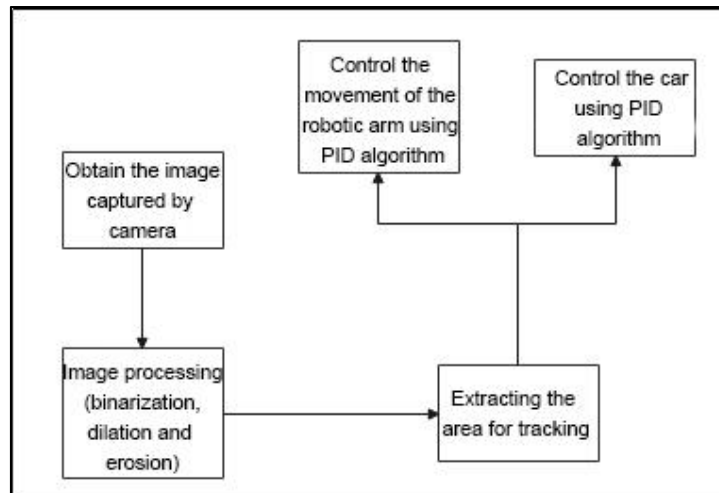 Obtain the image
captured by
camera
Image processing
(binarization,
dilation and
erosion)
Extracting the
area for tracking
Control the
movement of the
robotic arm using
PID algorithm
Control the car
using PID
algorithm